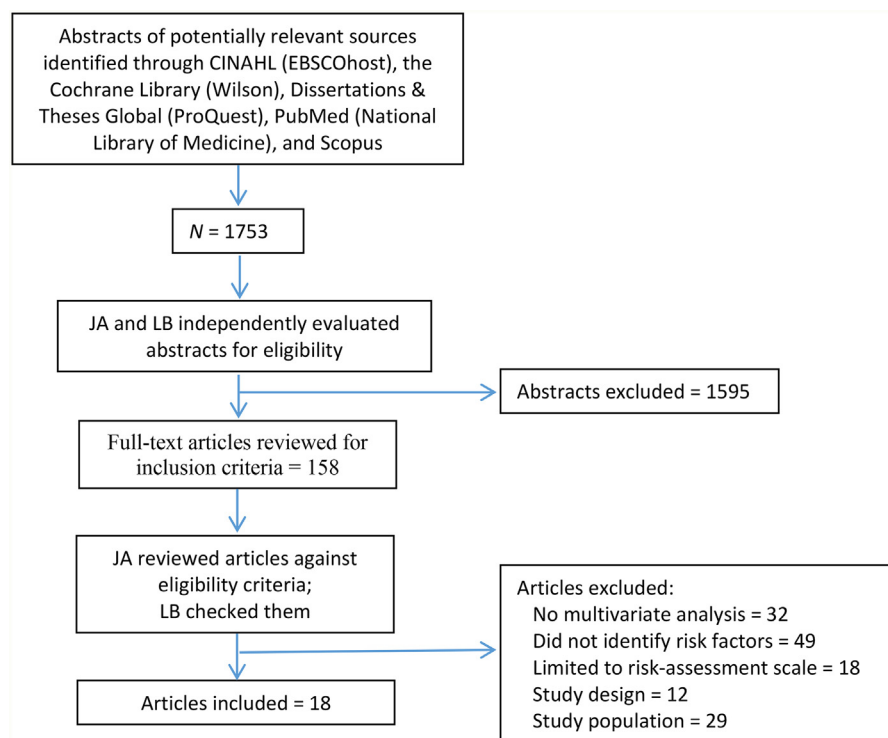 Abstracts of potentially relevant sources
identified through CINAHL (EBSCOhost), the
Cochrane Library (Wilson), Dissertations &
Theses Global (ProQuest), PubMed (National
Library of Medicine), and Scopus
N = 1753
JA and LB independently evaluated
abstracts for eligibility
Abstracts excluded = 1595
Full-text articles reviewed for
inclusion criteria = 158
JA reviewed articles against
eligibility criteria;
LB checked them
Articles excluded:
No multivariate analysis = 32
Did not identify risk factors = 49
Limited to risk-assessment scale = 18
Study design = 12
Study population = 29
Articles included = 18